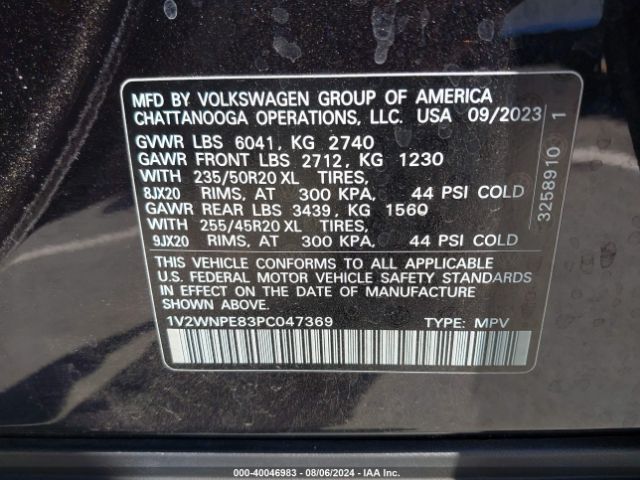 MFD BY VOLKSWAGEN GROUP OF AMERICA
CHATTANOOGA OPERATIONS, LLC. USA 09/2023
GVWR LBS 6041, KG 2740
GAWR FRONT LBS 2712, KG 1230
WITH 235/50R20 XL TIRES,
8JX20 RIMS, AT 300 KPA, 44 PSI COLD
GAWR REAR LBS 3439, KG 1560
WITH 255/45R20 XL TIRES,
9JX20 RIMS, AT 300 KPA, 44 PSI COLD
THIS VEHICLE CONFORMS TO ALL APPLICABLE
U.S. FEDERAL MOTOR VEHICLE SAFETY STANDARDS
IN EFFECT ON THE DATE OF MANUFACTURE
SHOWN ABOVE.
1V2WNPE83PC047369 TYPE: MPV
3258910 1
000-40046983 - 08/06/2024 - IAA Inc.